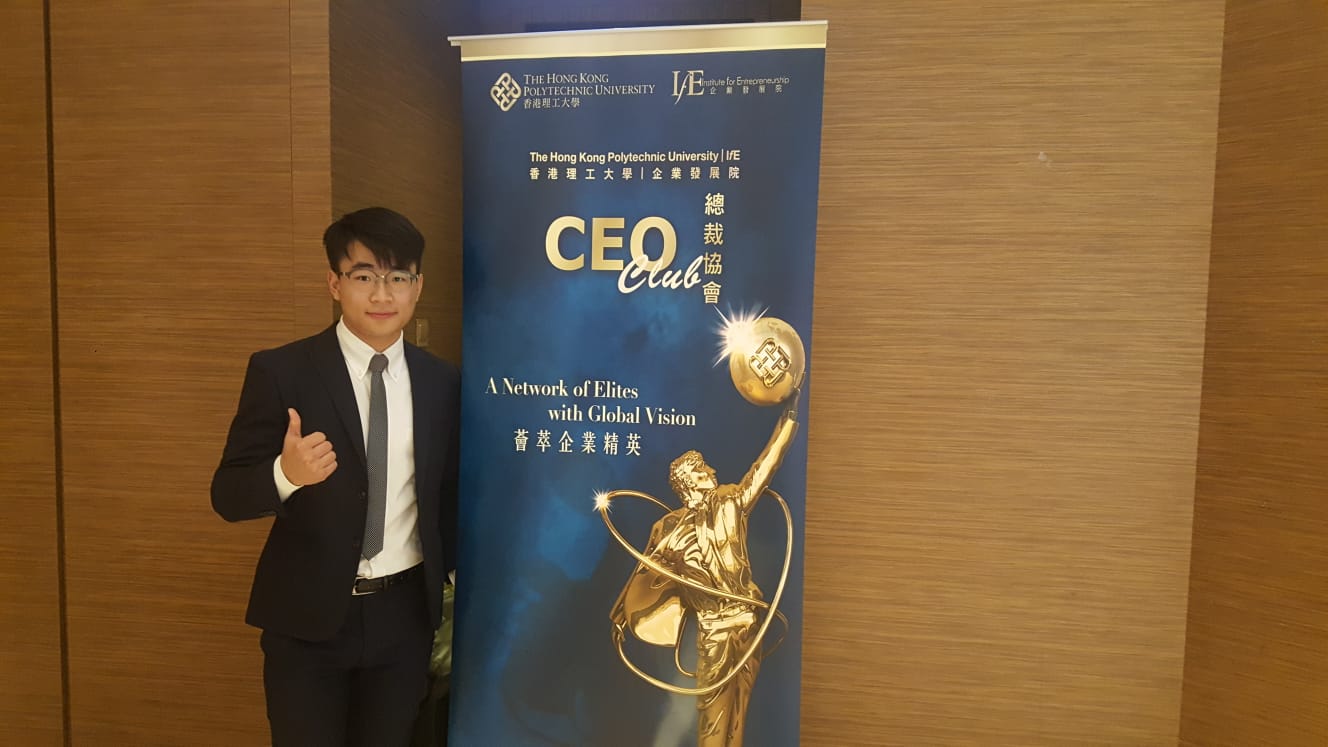 THE HONG KONG
POLYTECHNIC UNIVERSITY
香港理工大學
IfE Institute for Entrepreneurship
企業發展院
The Hong Kong Polytechnic University | IfE
香港理工大學 | 企業發展院
CEO
Club
總裁協會
A Network of Elites
with Global Vision
薈萃企業精英